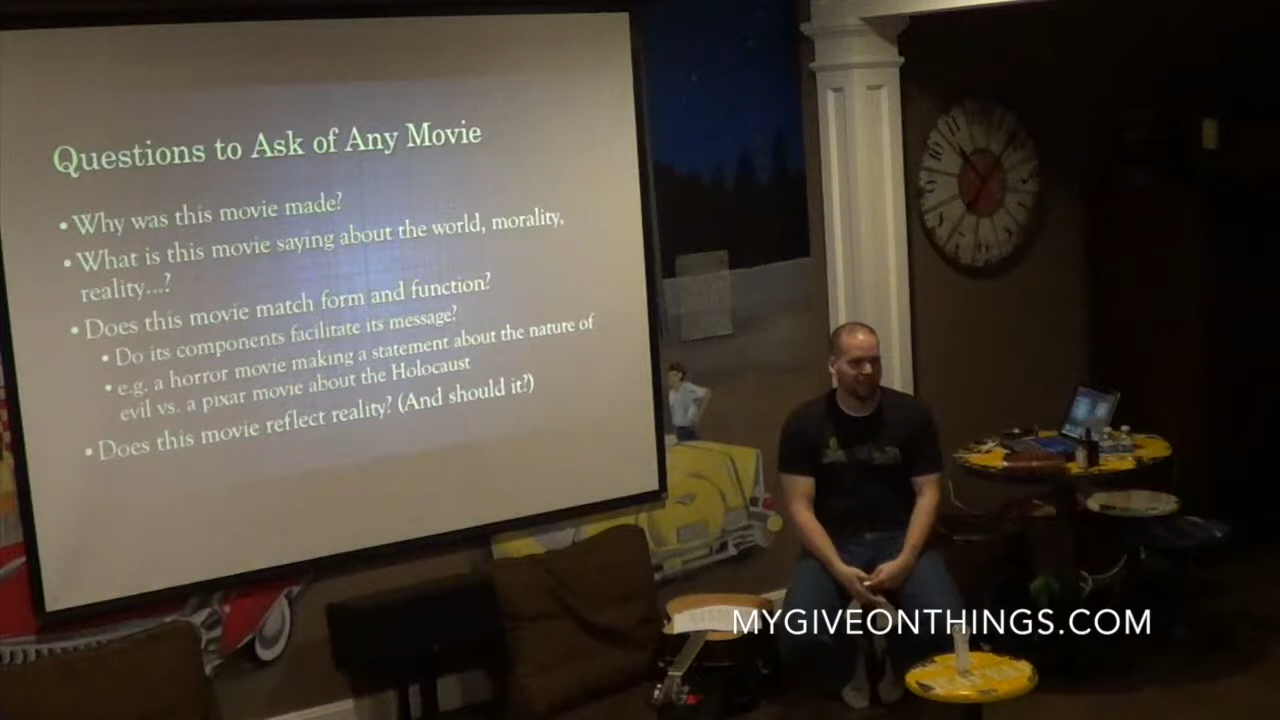 Questions to Ask of Any Movie
• Why was this movie made?
• What is this movie saying about the world, morality,
reality...?
• Does this movie match form and function?
• Do its components facilitate its message?
• e.g. a horror movie making a statement about the nature of
evil vs. a pixar movie about the Holocaust
• Does this movie reflect reality? (And should it?)
MYGIVEONTHINGS.COM